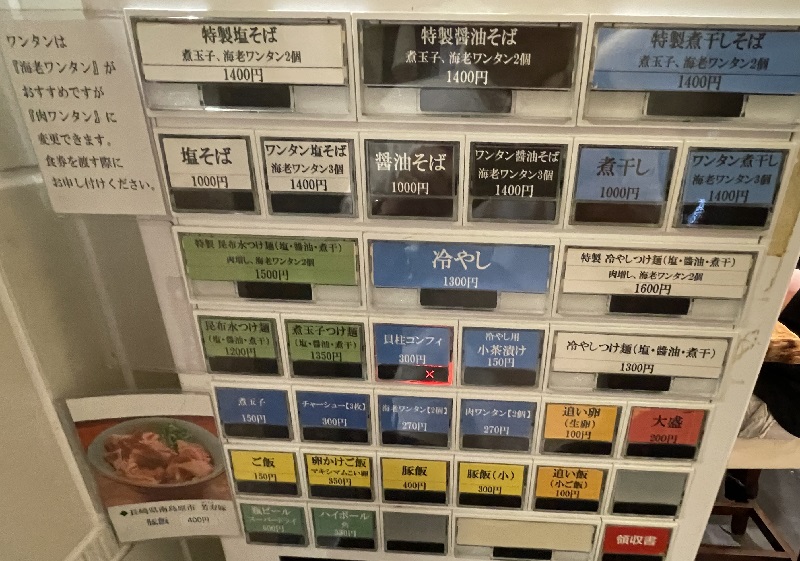 ワンタンは
『海老ワンタン』が
おすすめですが
『肉ワンタン』に
変更できます。
食券を渡す際に
お申し付けください。
特製塩そば
煮玉子、海老ワンタン2個
1400円
特製醤油そば
煮玉子、海老ワンタン2個
1400円
特製煮干しそば
煮玉子、海老ワンタン2個
1400円
塩そば
1000円
ワンタン塩そば
海老ワンタン3個
1400円
醤油そば
1000円
ワンタン醤油そば
海老ワンタン3個
1400円
煮干し
1000円
ワンタン煮干し
海老ワンタン3個
1400円
特製 昆布水つけ麺(塩・醤油・煮干)
肉増し、海老ワンタン2個
1500円
冷やし
1300円
特製 冷やしつけ麺(塩・醤油・煮干)
肉増し、海老ワンタン2個
1600円
昆布水つけ麺
(塩・醤油・煮干)
1200円
煮玉子つけ麺
(塩・醤油・煮干)
1350円
貝柱コンフィ
300円
×
冷やし用
小茶漬け
150円
冷やしつけ麺(塩・醤油・煮干)
1300円
煮玉子
150円
チャーシュー【3枚】
300円
海老ワンタン【2個】
270円
肉ワンタン【2個】
270円
追い卵
(生卵)
100円
大盛
200円
ご飯
150円
卵かけご飯
マキシマムこい卵
350円
豚飯
400円
豚飯(小)
300円
追い飯
(小ご飯)
100円
瓶ビール
スーパードライ
ハイボール
領収書
豚飯 400円